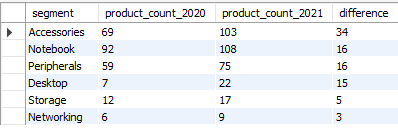 segment product_count_2020 product_count_2021 difference
Accessories 69 103 34
Notebook 92 108 16
Peripherals 59 75 16
Desktop 7 22 15
Storage 12 17 5
Networking 6 9 3